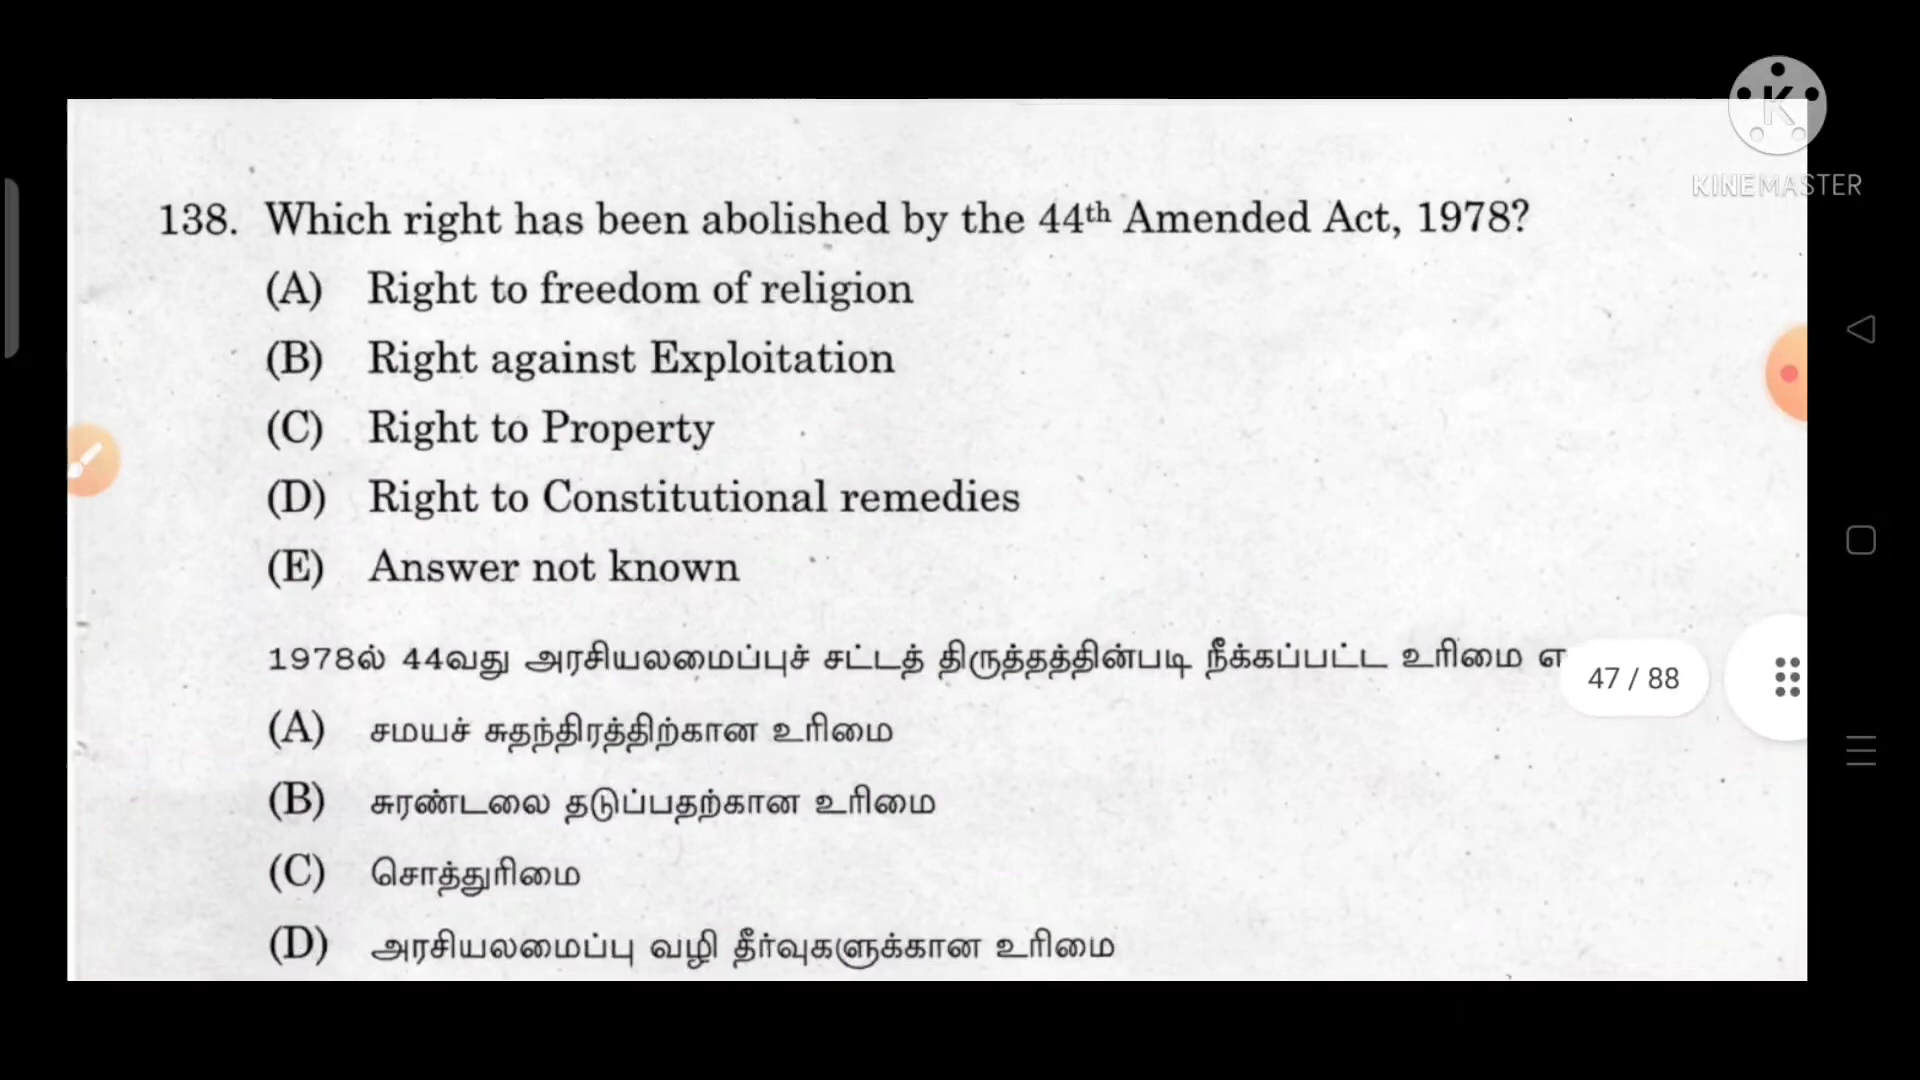 K
KINEMASTER
138. Which right has been abolished by the 44th Amended Act, 1978?
(A) Right to freedom of religion
(B) Right against Exploitation
(C) Right to Property
(D) Right to Constitutional remedies
(E) Answer not known
1978ல் 44வது அரசியலமைப்புச் சட்டத் திருத்தத்தின்படி நீக்கப்பட்ட உரிமை எ
47 / 88
(A) சமயச் சுதந்திரத்திற்கான உரிமை
(B) சுரண்டலை தடுப்பதற்கான உரிமை
(C) சொத்துரிமை
(D) அரசியலமைப்பு வழி தீர்வுகளுக்கான உரிமை